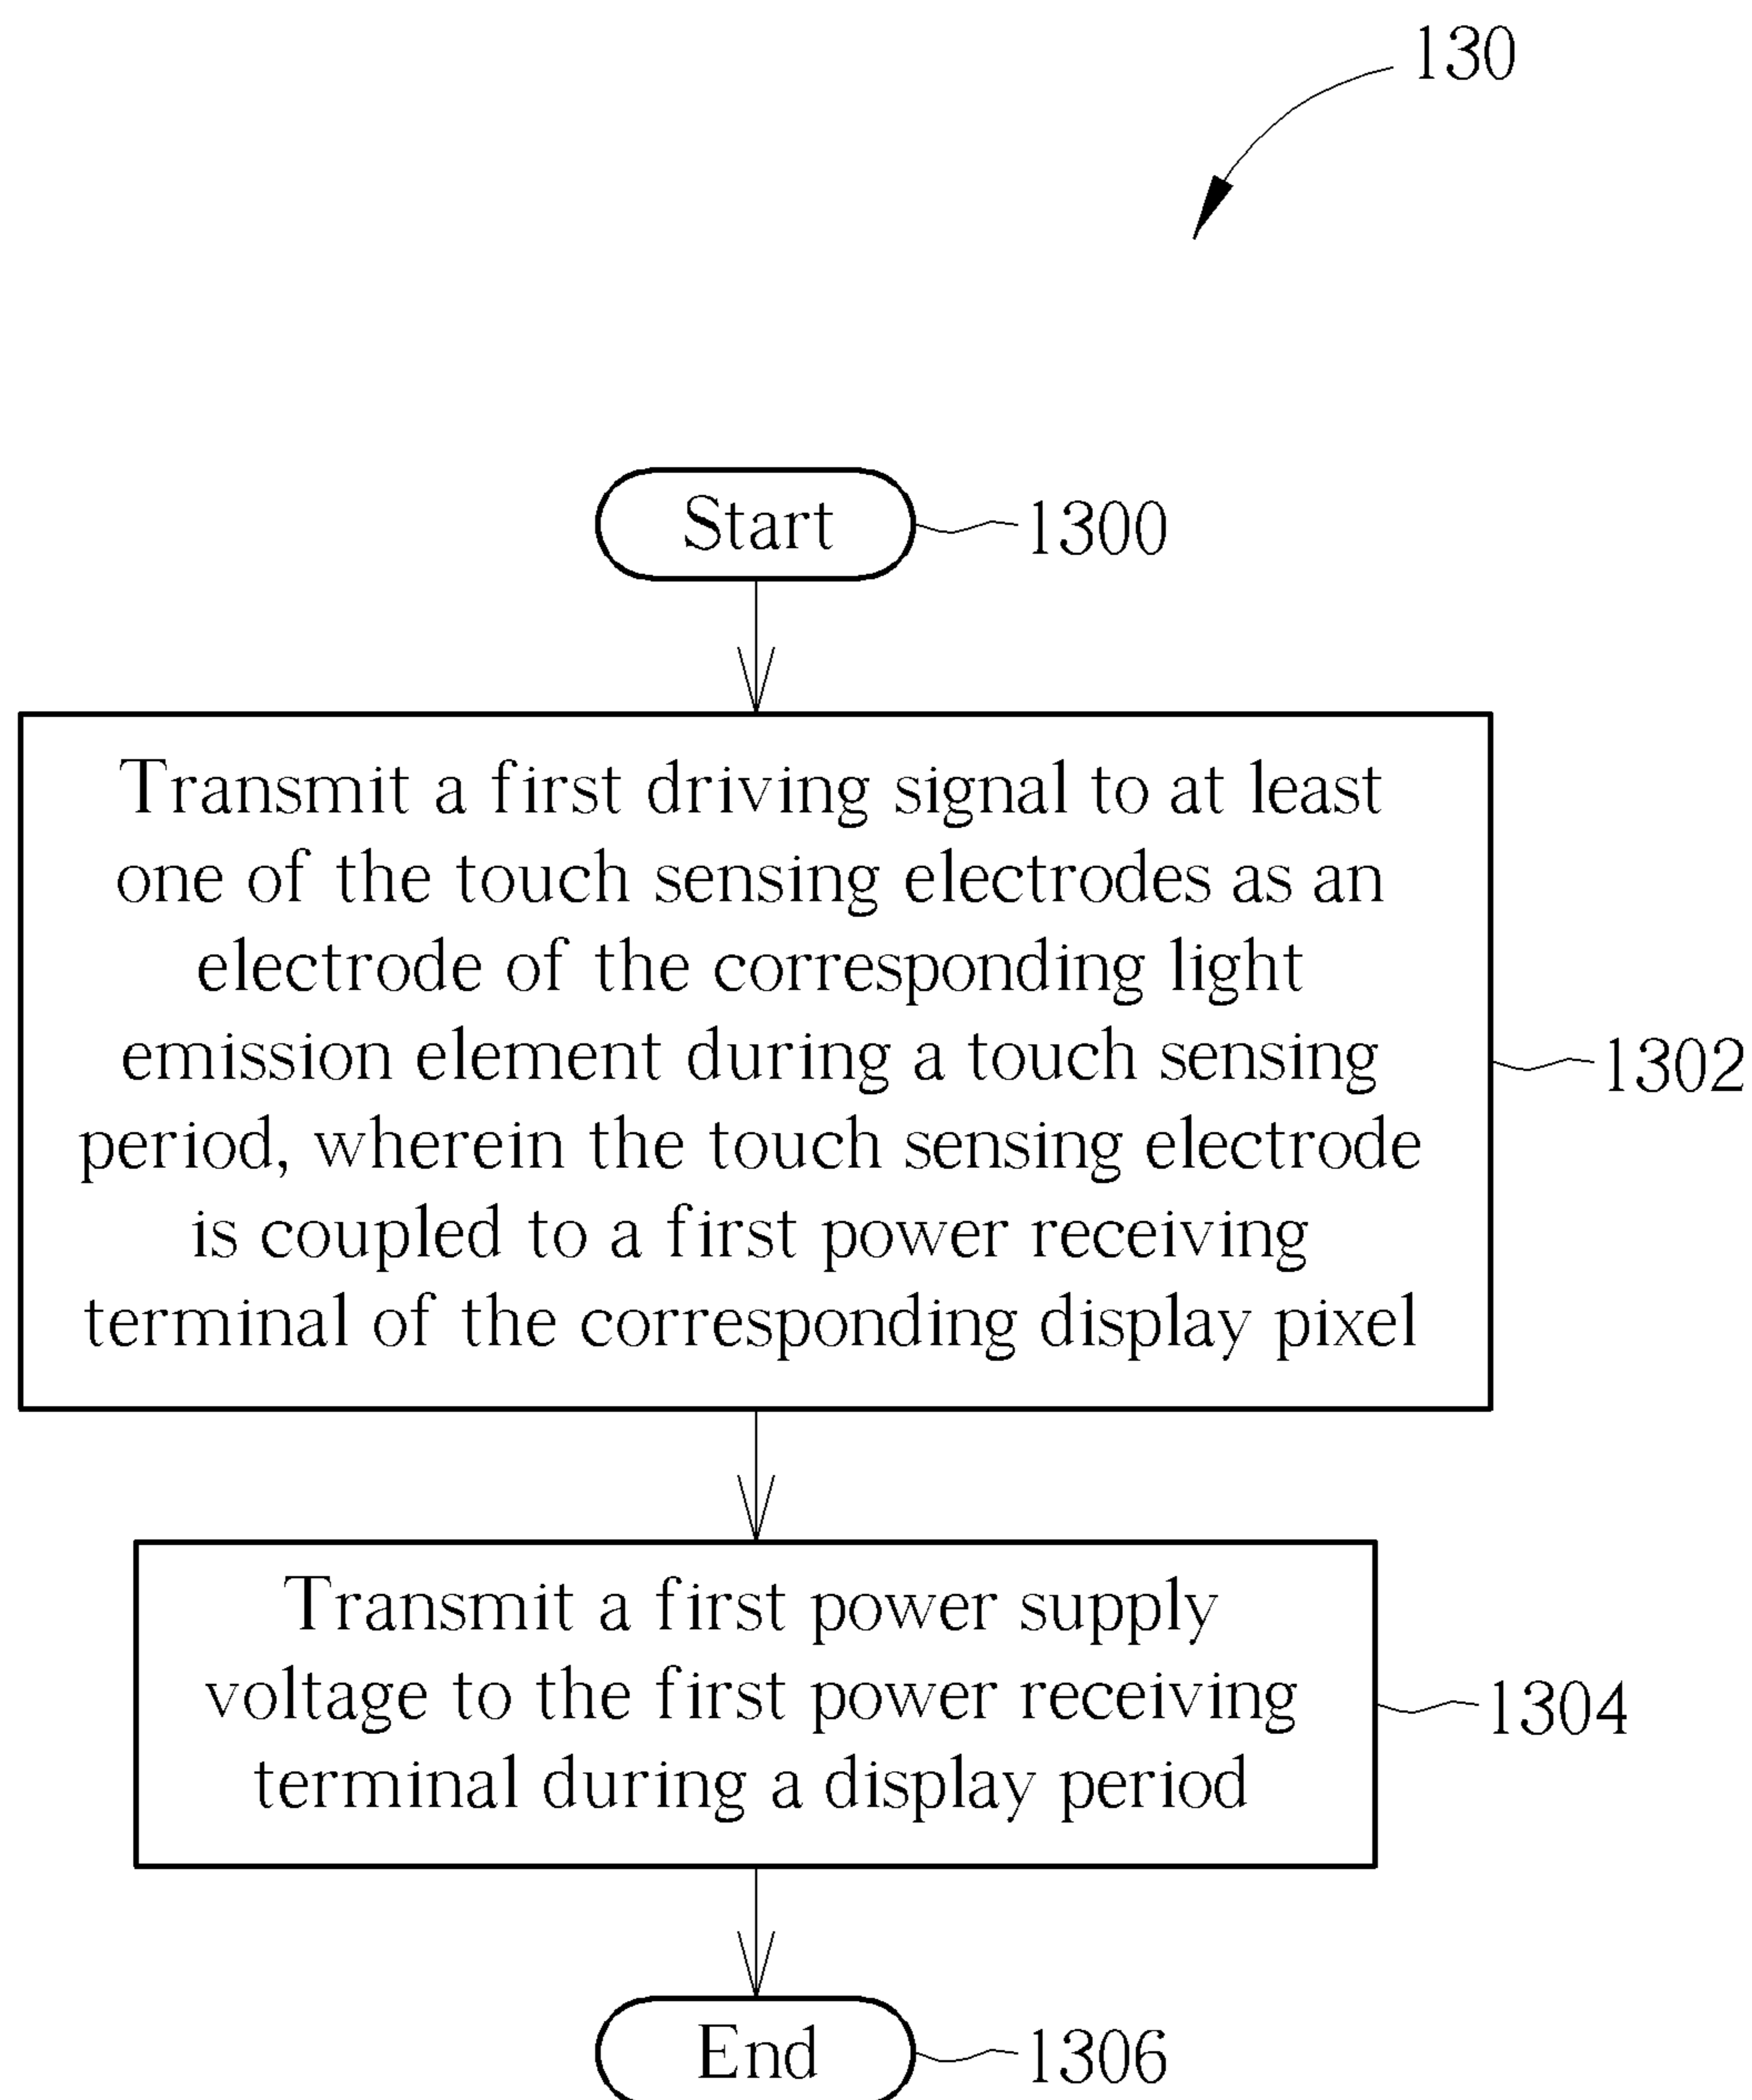 130
Start
1300
Transmit a first driving signal to at least
one of the touch sensing electrodes as an
electrode of the corresponding light
emission element during a touch sensing
period, wherein the touch sensing electrode
is coupled to a first power receiving
terminal of the corresponding display pixel
1302
Transmit a first power supply
voltage to the first power receiving
terminal during a display period
1304
End
1306